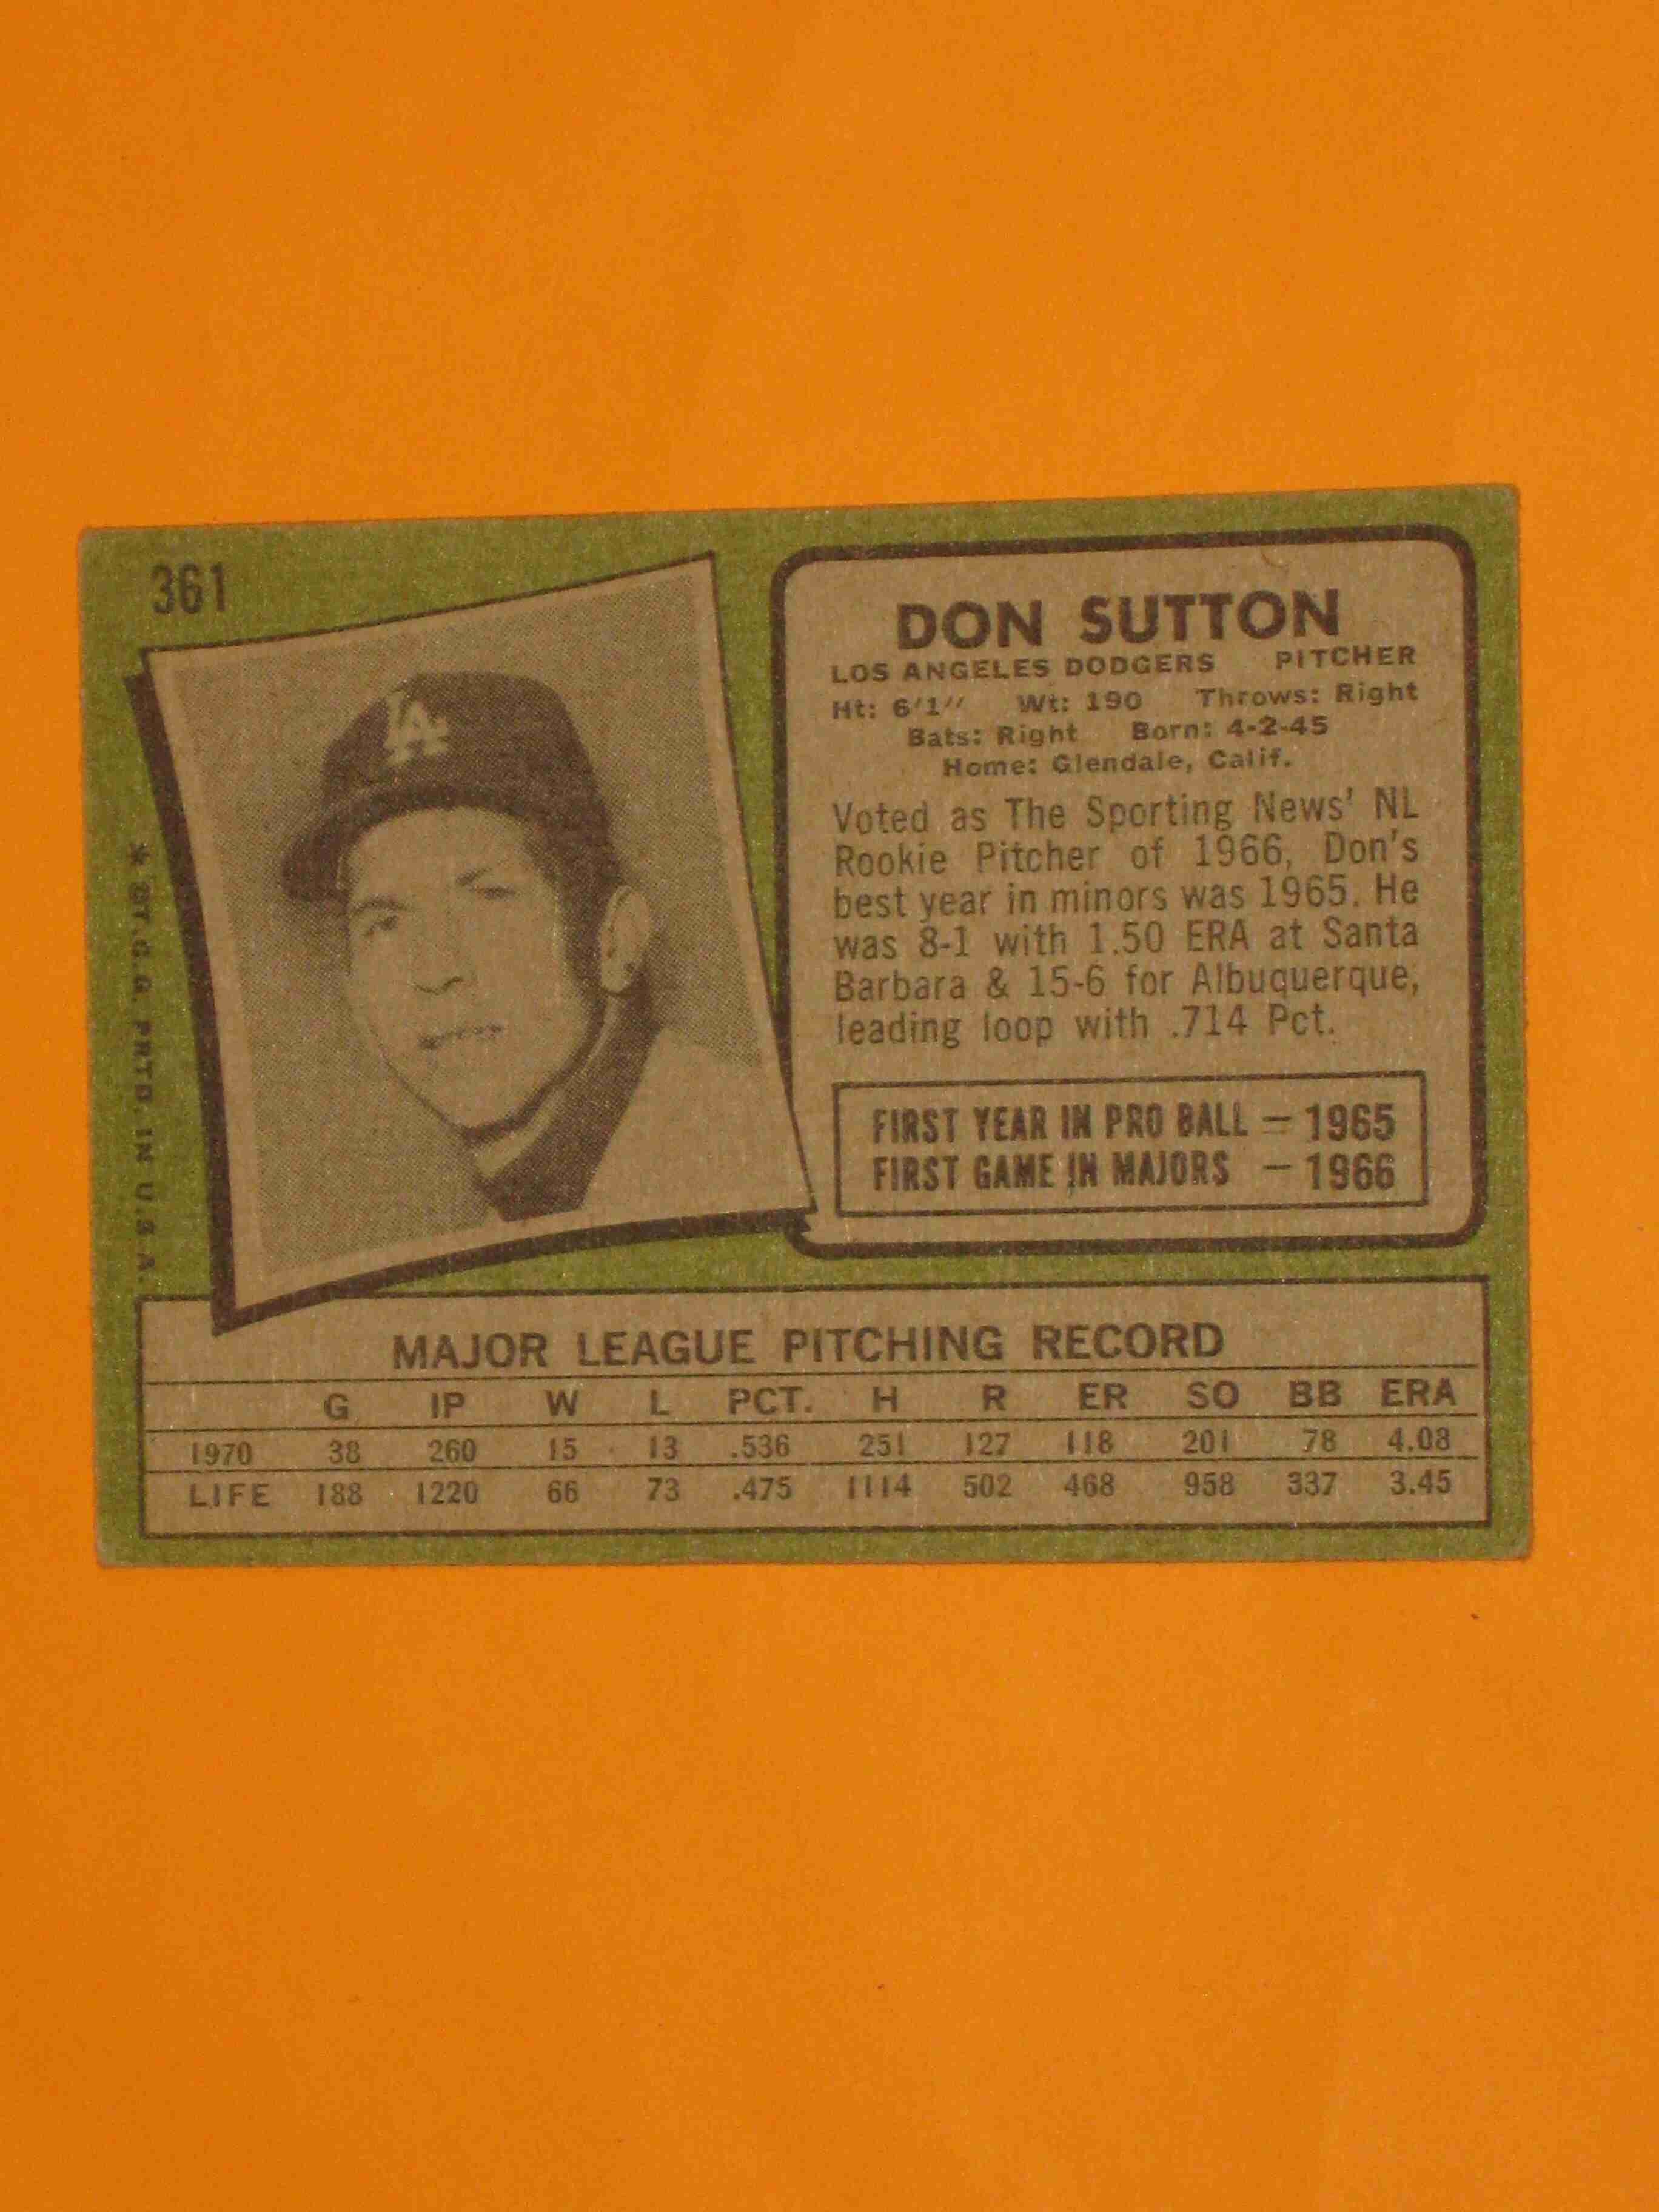 361
LA
DON SUTTON
LOS ANGELES DODGERS PITCHER
Ht: 6'1" Wt: 190 Throws: Right
Bats: Right Born: 4-2-45
Home: Glendale, Calif.
Voted as The Sporting News' NL
Rookie Pitcher of 1966, Don's
best year in minors was 1965. He
was 8-1 with 1.50 ERA at Santa
Barbara & 15-6 for Albuquerque,
leading loop with .714 Pct.
FIRST YEAR IN PRO BALL – 1965
FIRST GAME IN MAJORS – 1966
* ©T.C.G. PRTD. IN U.S.A.
MAJOR LEAGUE PITCHING RECORD
G IP W L PCT. H R ER SO BB ERA
1970 38 260 15 13 .536 251 127 118 201 78 4.08
LIFE 188 1220 66 73 .475 1114 502 468 958 337 3.45